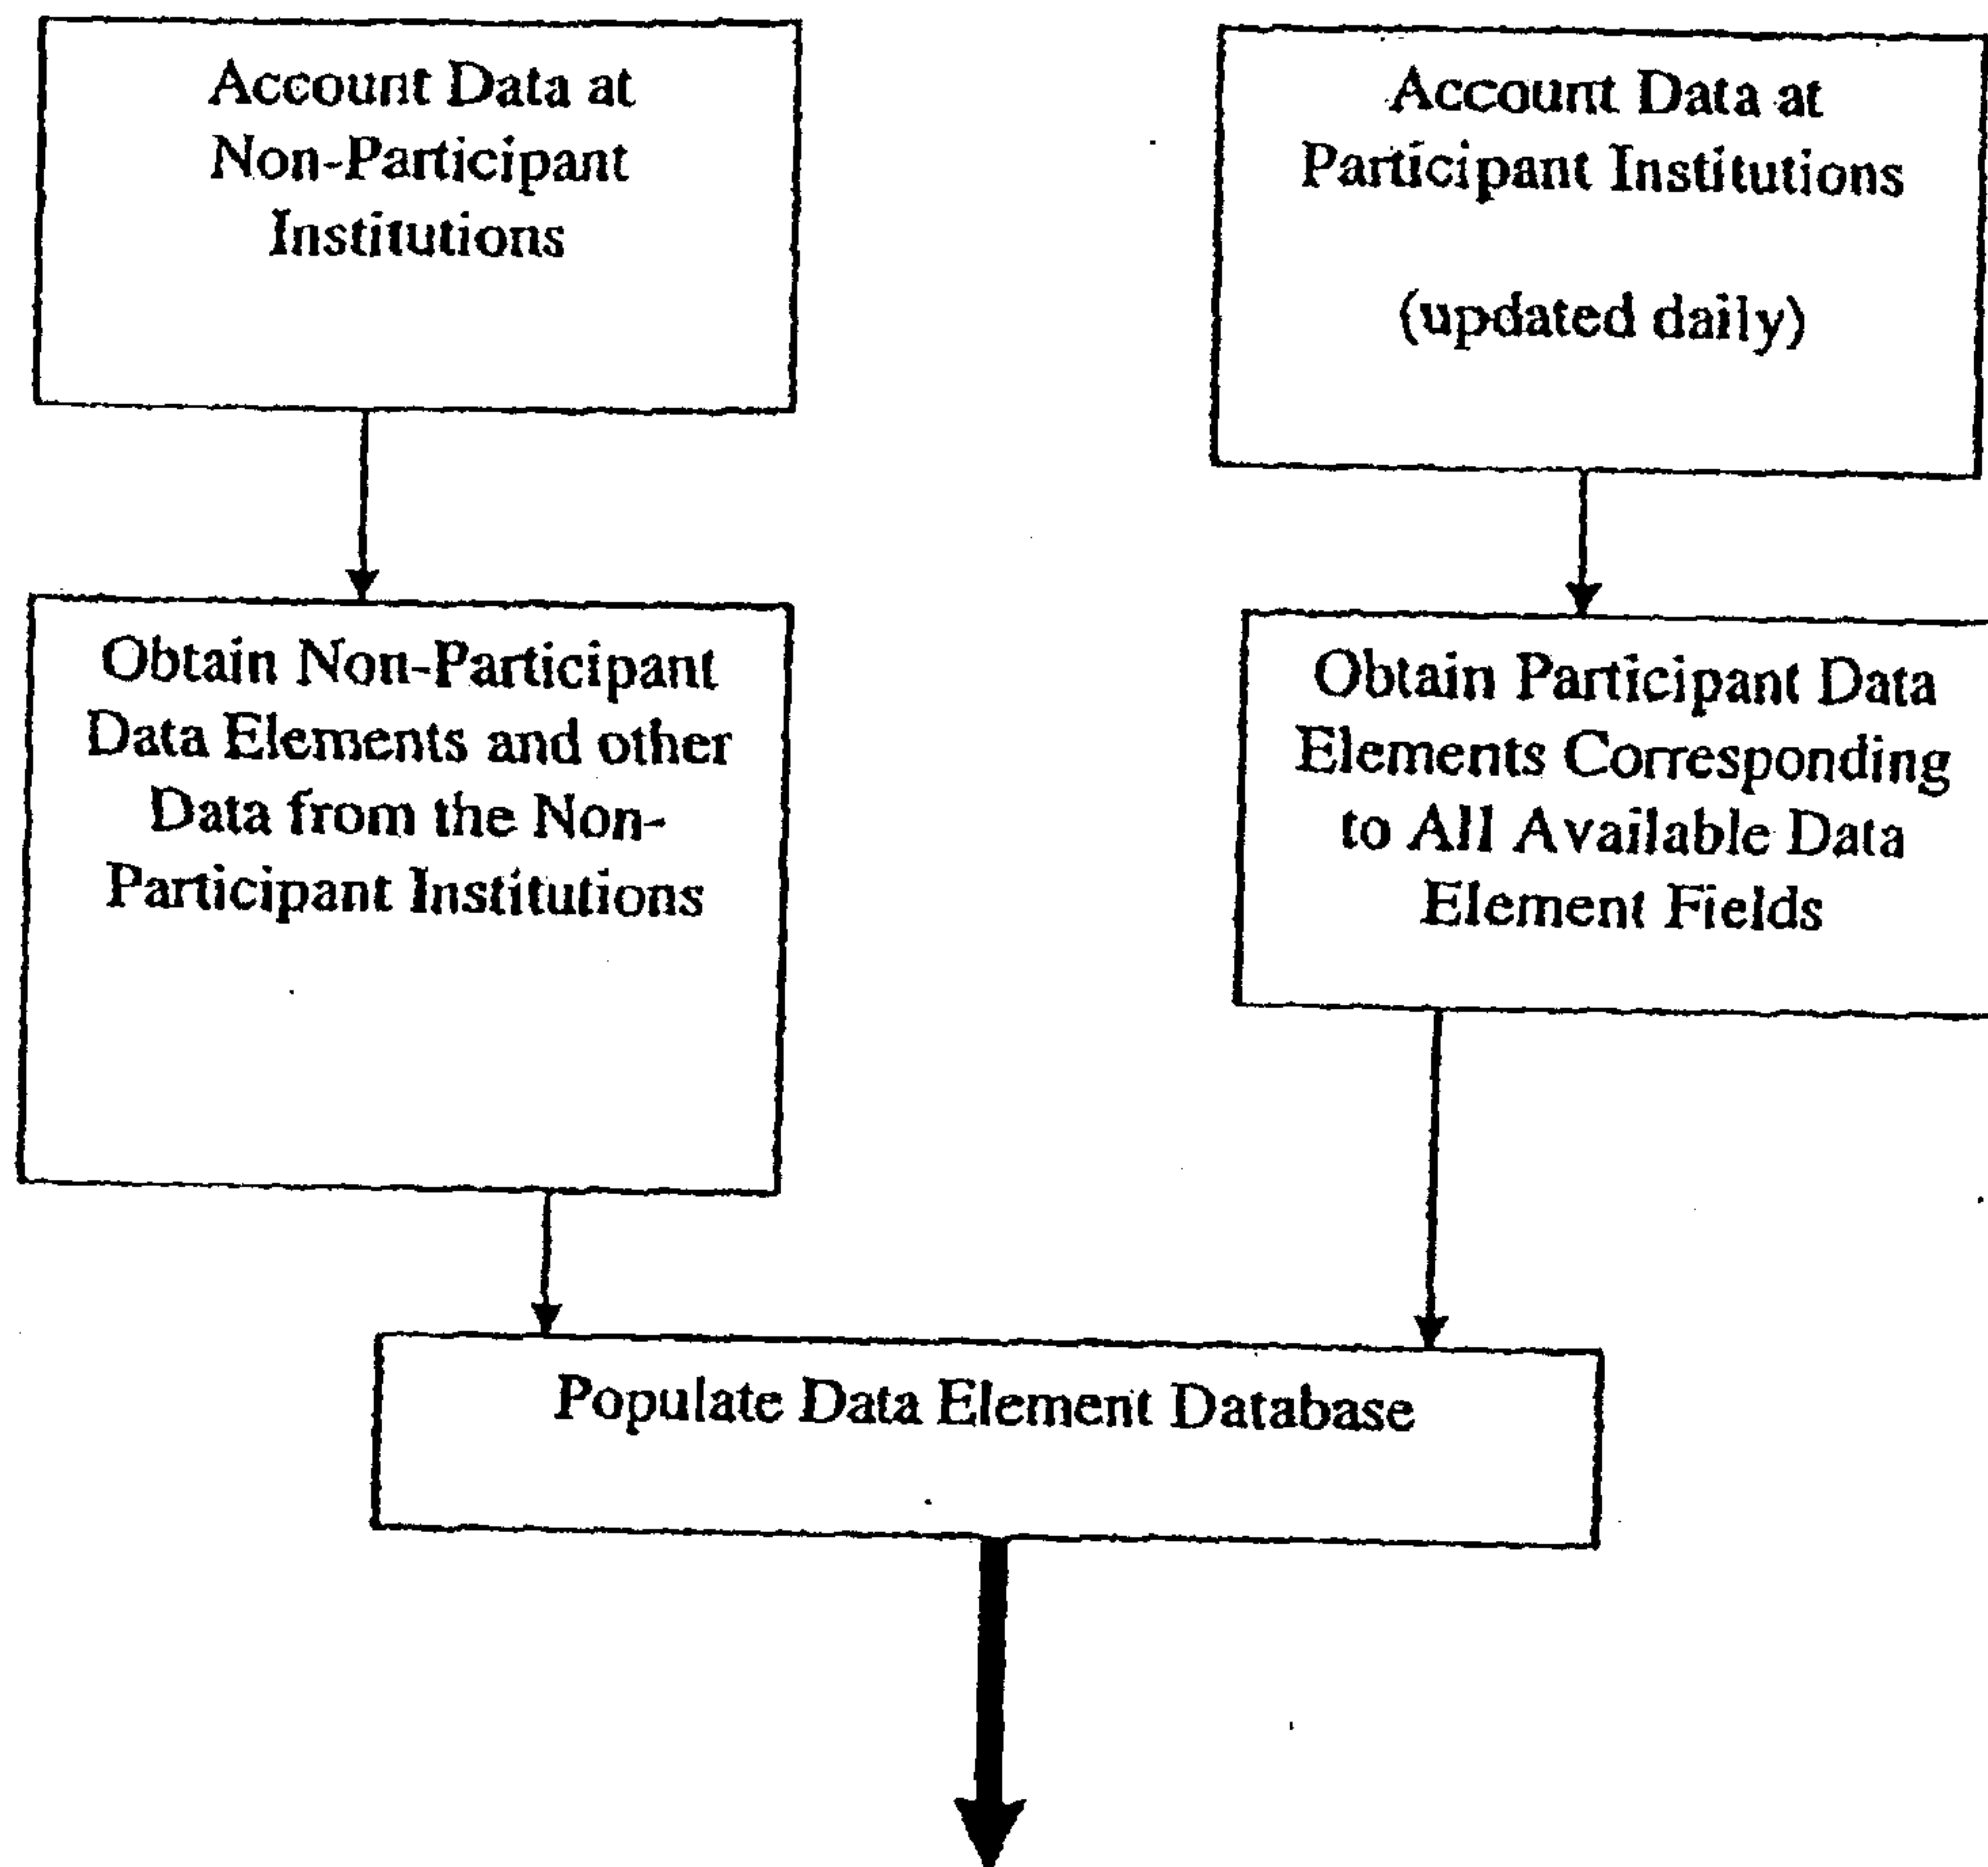 Account Data at
Non-Participant
Institutions
Account Data at
Participant Institutions
(updated daily)
Obtain Non-Participant
Data Elements and other
Data from the Non-
Participant Institutions
Obtain Participant Data
Elements Corresponding
to All Available Data
Element Fields
Populate Data Element Database